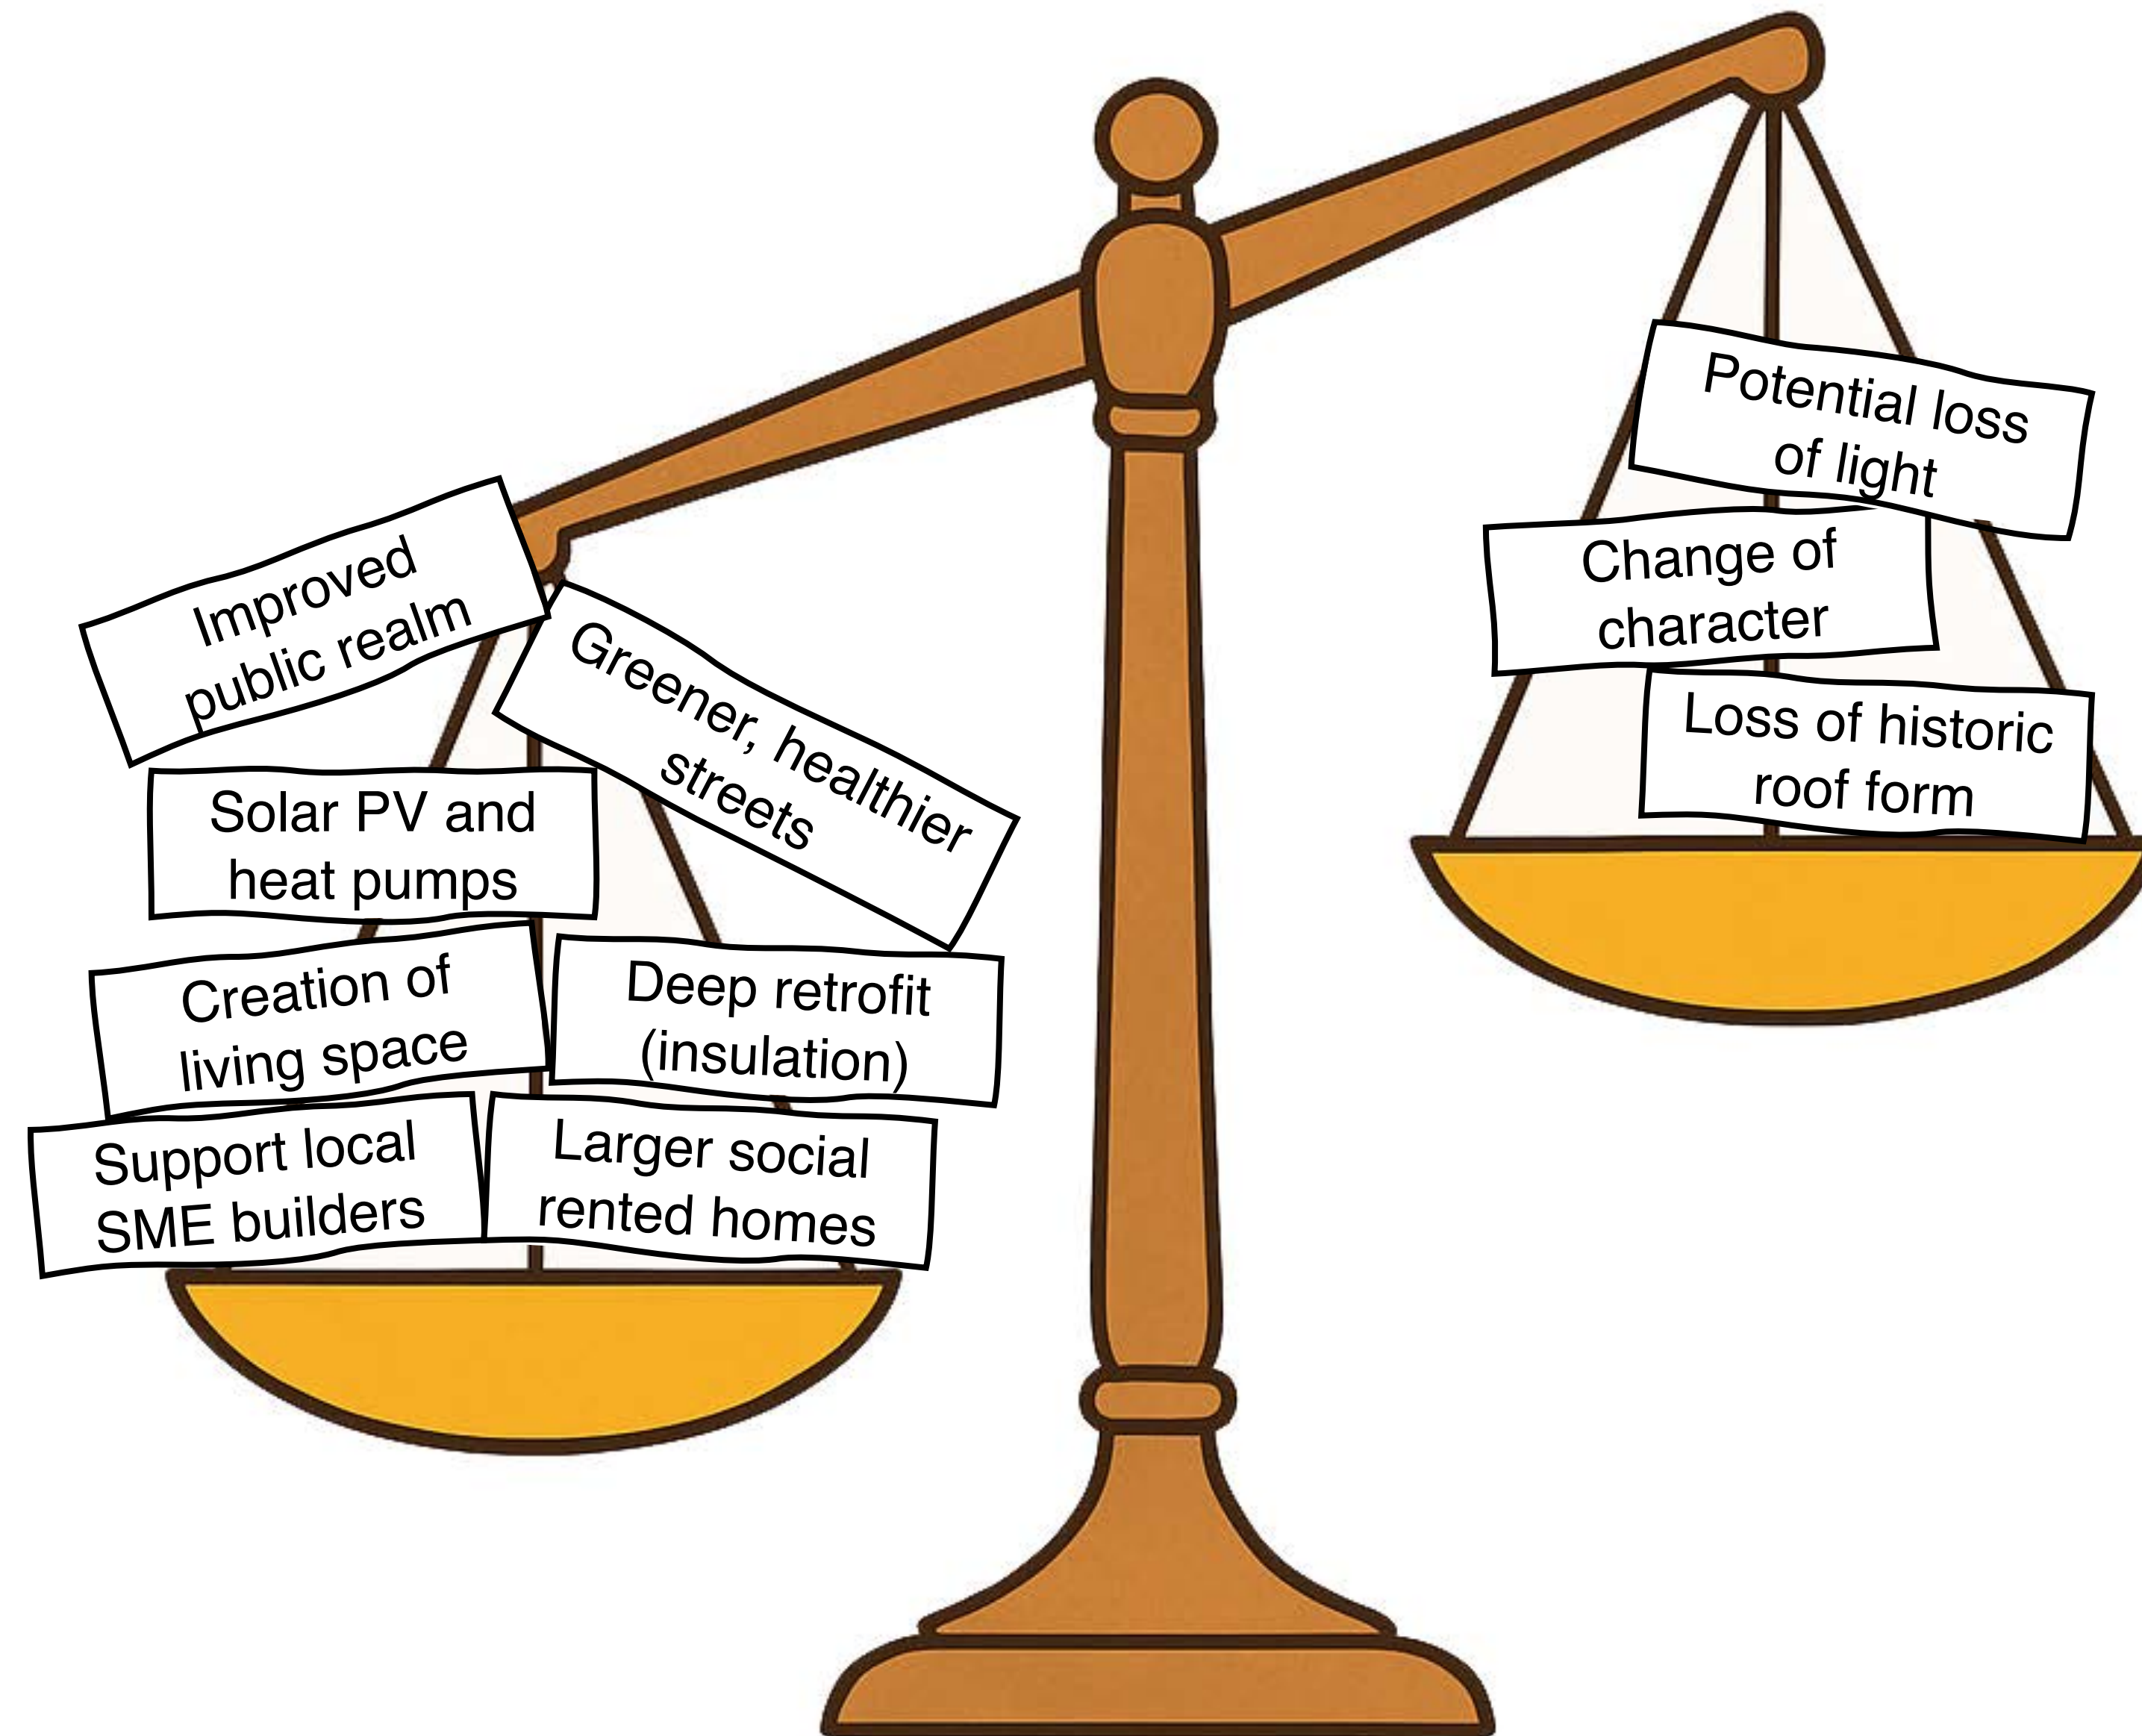 Improved
public realm
Greener, healthier
streets
Solar PV and
heat pumps
Creation of
living space
Deep retrofit
(insulation)
Support local
SME builders
Larger social
rented homes
Potential loss
of light
Change of
character
Loss of historic
roof form